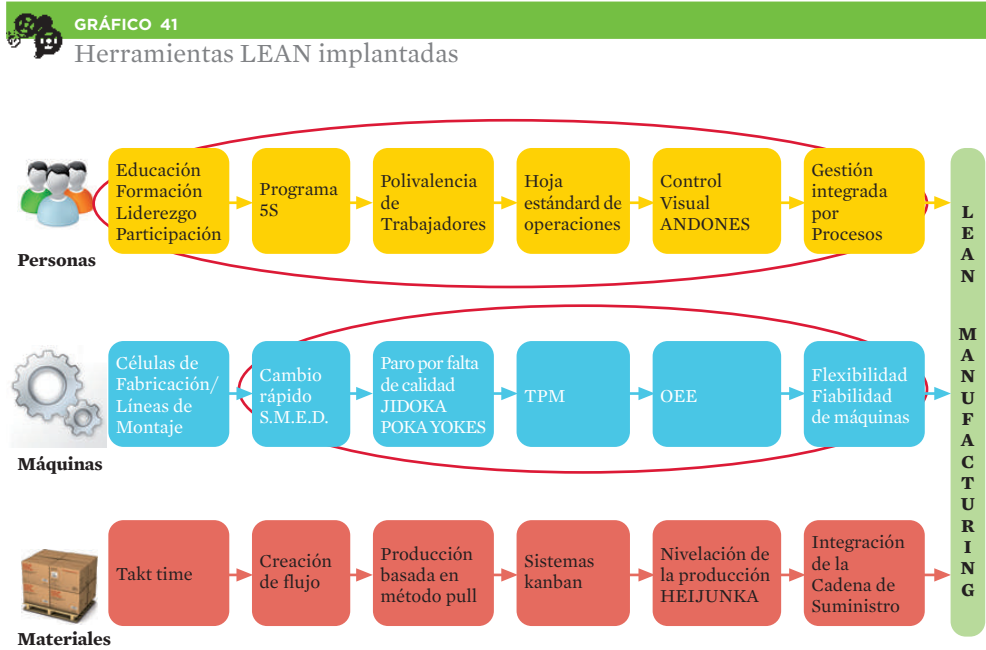 GRÁFICO 41
Herramientas LEAN implantadas
Educación
Formación
Liderezgo
Participación
Programa
5S
Polivalencia
de
Trabajadores
Hoja
estándard de
operaciones
Control
Visual
ANDONES
Gestión
integrada
por
Procesos
Personas
Células de
Fabricación/
Líneas de
Montaje
Cambio
rápido
S.M.E.D.
Paro por falta
de calidad
JIDOKA
POKA YOKES
TPM
OEE
Flexibilidad
Fiabilidad
de máquinas
Máquinas
Takt time
Creación
de flujo
Producción
basada en
método pull
Sistemas
kanban
Nivelación de
la producción
HEIJUNKA
Integración
de la
Cadena de
Suministro
Materiales
LEAN MANUFACTURING